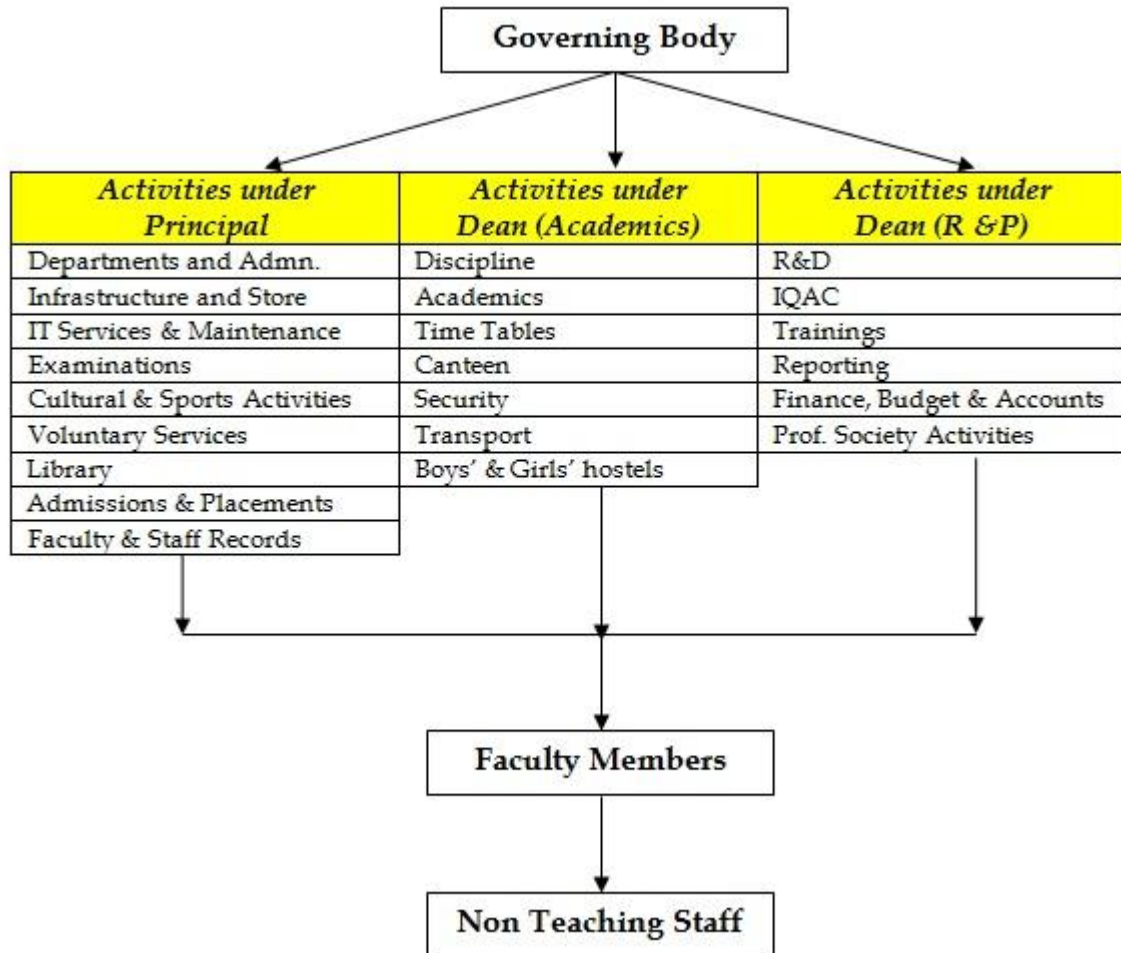 Governing Body
Activities under
Principal
Departments and Admn.
Infrastructure and Store
IT Services & Maintenance
Examinations
Cultural & Sports Activities
Voluntary Services
Library
Admissions & Placements
Faculty & Staff Records
Activities under
Dean (Academics)
Discipline
Academics
Time Tables
Canteen
Security
Transport
Boys’ & Girls’ hostels
Activities under
Dean (R &P)
R&D
IQAC
Trainings
Reporting
Finance, Budget & Accounts
Prof. Society Activities
Faculty Members
Non Teaching Staff